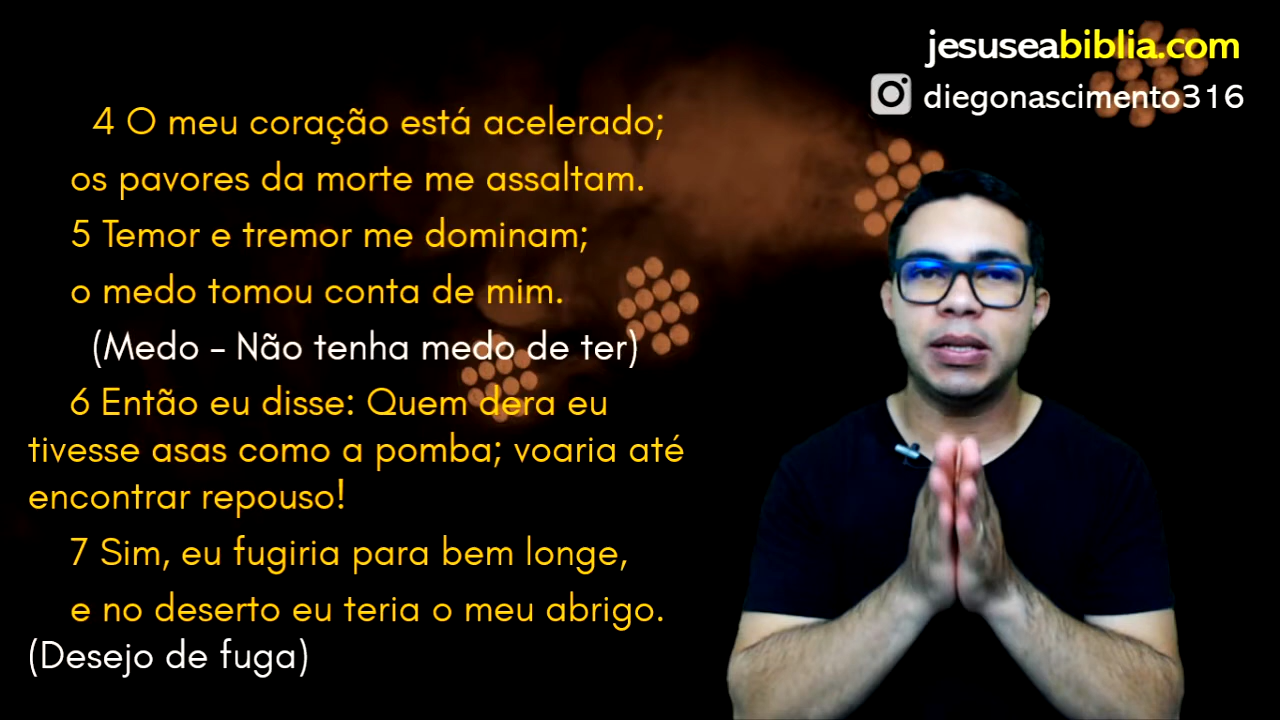 jesuseabiblia.com
diegonascimento316
4 O meu coração está acelerado;
os pavores da morte me assaltam.
5 Temor e tremor me dominam;
o medo tomou conta de mim.
(Medo – Não tenha medo de ter)
6 Então eu disse: Quem dera eu
tivesse asas como a pomba; voaria até
encontrar repouso!
7 Sim, eu fugiria para bem longe,
e no deserto eu teria o meu abrigo.
(Desejo de fuga)